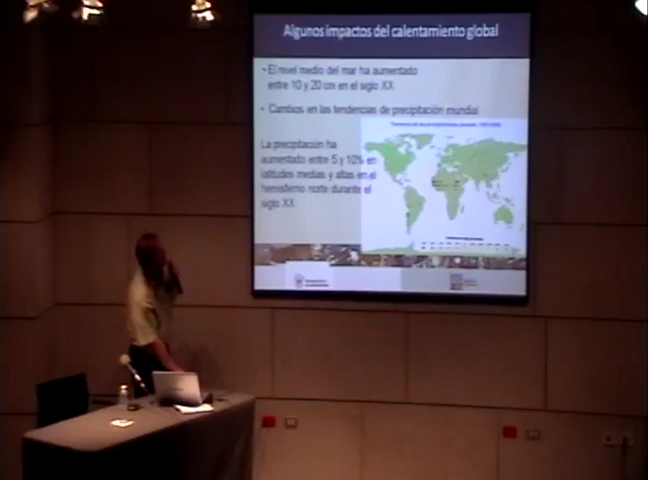 Algunos impactos del calentamiento global
• El nivel medio del mar ha aumentado
entre 10 y 20 cm en el siglo XX
• Cambios en las tendencias de precipitación mundial
La precipitación ha
aumentado entre 5 y 10% en
latitudes medias y altas en el
hemisferio norte durante el
siglo XX.